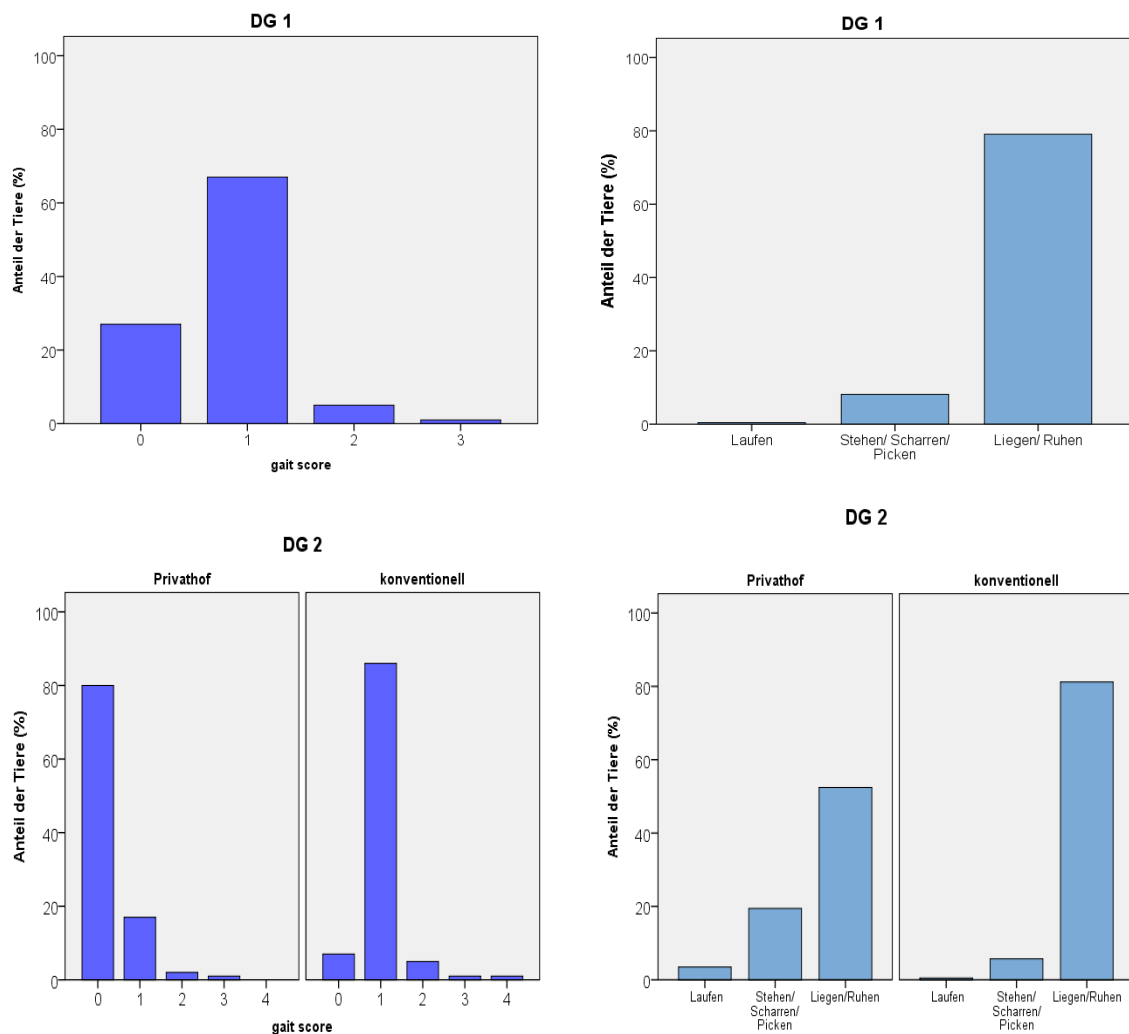 DG 1
Anteil der Tiere (%)
100
80
60
40
20
0
0 1 2 3
gait score
DG 1
Anteil der Tiere (%)
100
80
60
40
20
0
Laufen Stehen/ Scharren/ Liegen/ Ruhen
Picken
DG 2
Privathof konventionell
Anteil der Tiere (%)
100
80
60
40
20
0
0 1 2 3 4 0 1 2 3 4
gait score
DG 2
Privathof konventionell
Anteil der Tiere (%)
100
80
60
40
20
0
Laufen Stehen/ Liegen/Ruhen Laufen Stehen/ Liegen/Ruhen
Scharren/ Scharren/
Picken Picken